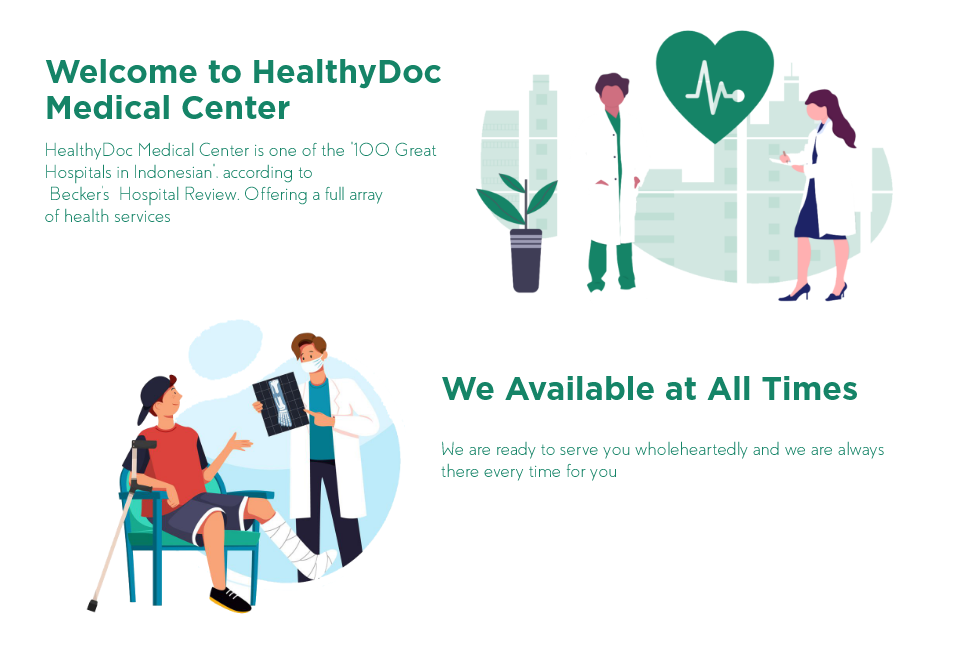 Welcome to HealthyDoc
Medical Center
HealthyDoc Medical Center is one of the '100 Great
Hospitals in Indonesian'. according to
Becker's Hospital Review. Offering a full array
of health services
We Available at All Times
We are ready to serve you wholeheartedly and we are always
there every time for you